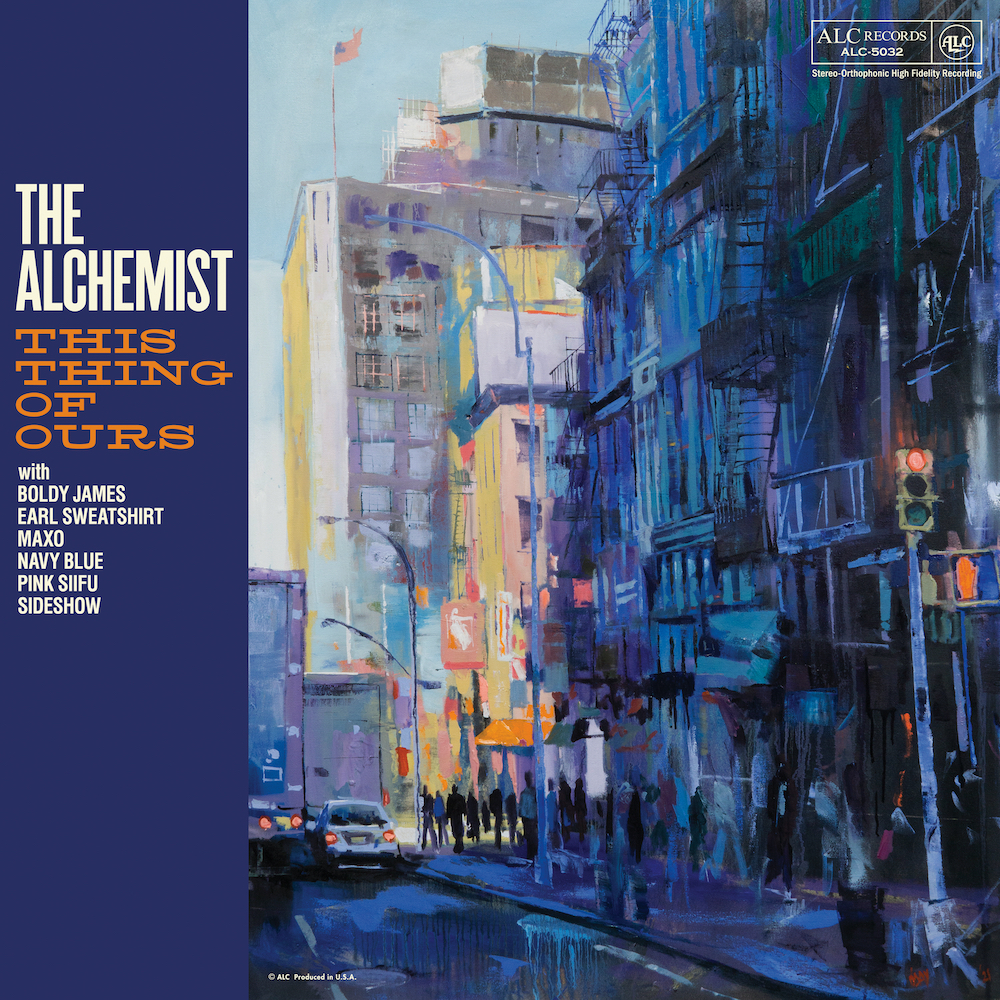 THE
ALCHEMIST
THIS
THING
OF
OURS
with
BOLDY JAMES
EARL SWEATSHIRT
MAXO
NAVY BLUE
PINK SIIFU
SIDESHOW
ALC RECORDS
ALC-5032
ALC
Stereo-Orthophonic High Fidelity Recording
© ALC Produced in U.S.A.